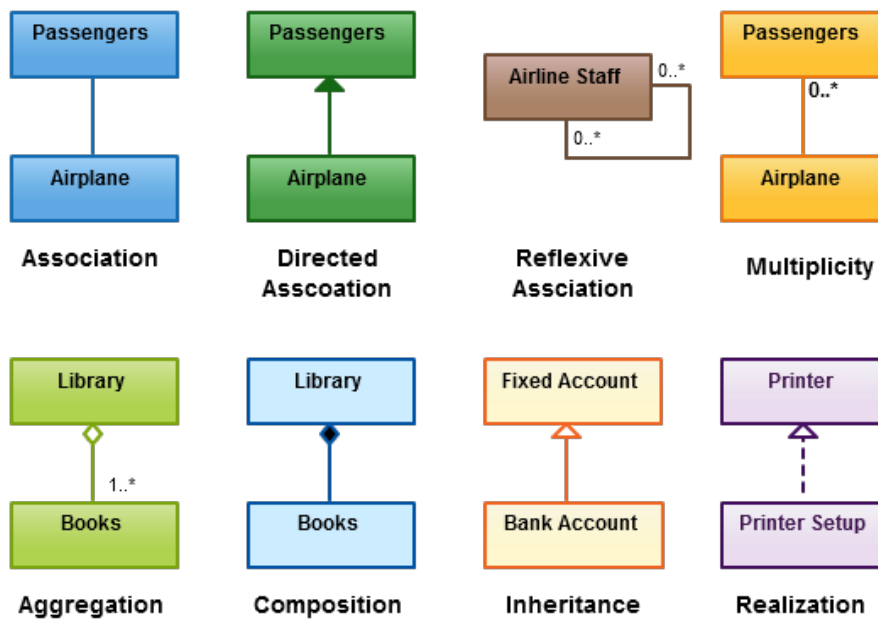 Passengers
Airplane
Association
Passengers
Airplane
Directed
Asscoation
Airline Staff
0..*
0..*
Reflexive
Assciation
Passengers
0..*
Airplane
Multiplicity
Library
1..*
Books
Aggregation
Library
Books
Composition
Fixed Account
Bank Account
Inheritance
Printer
Printer Setup
Realization